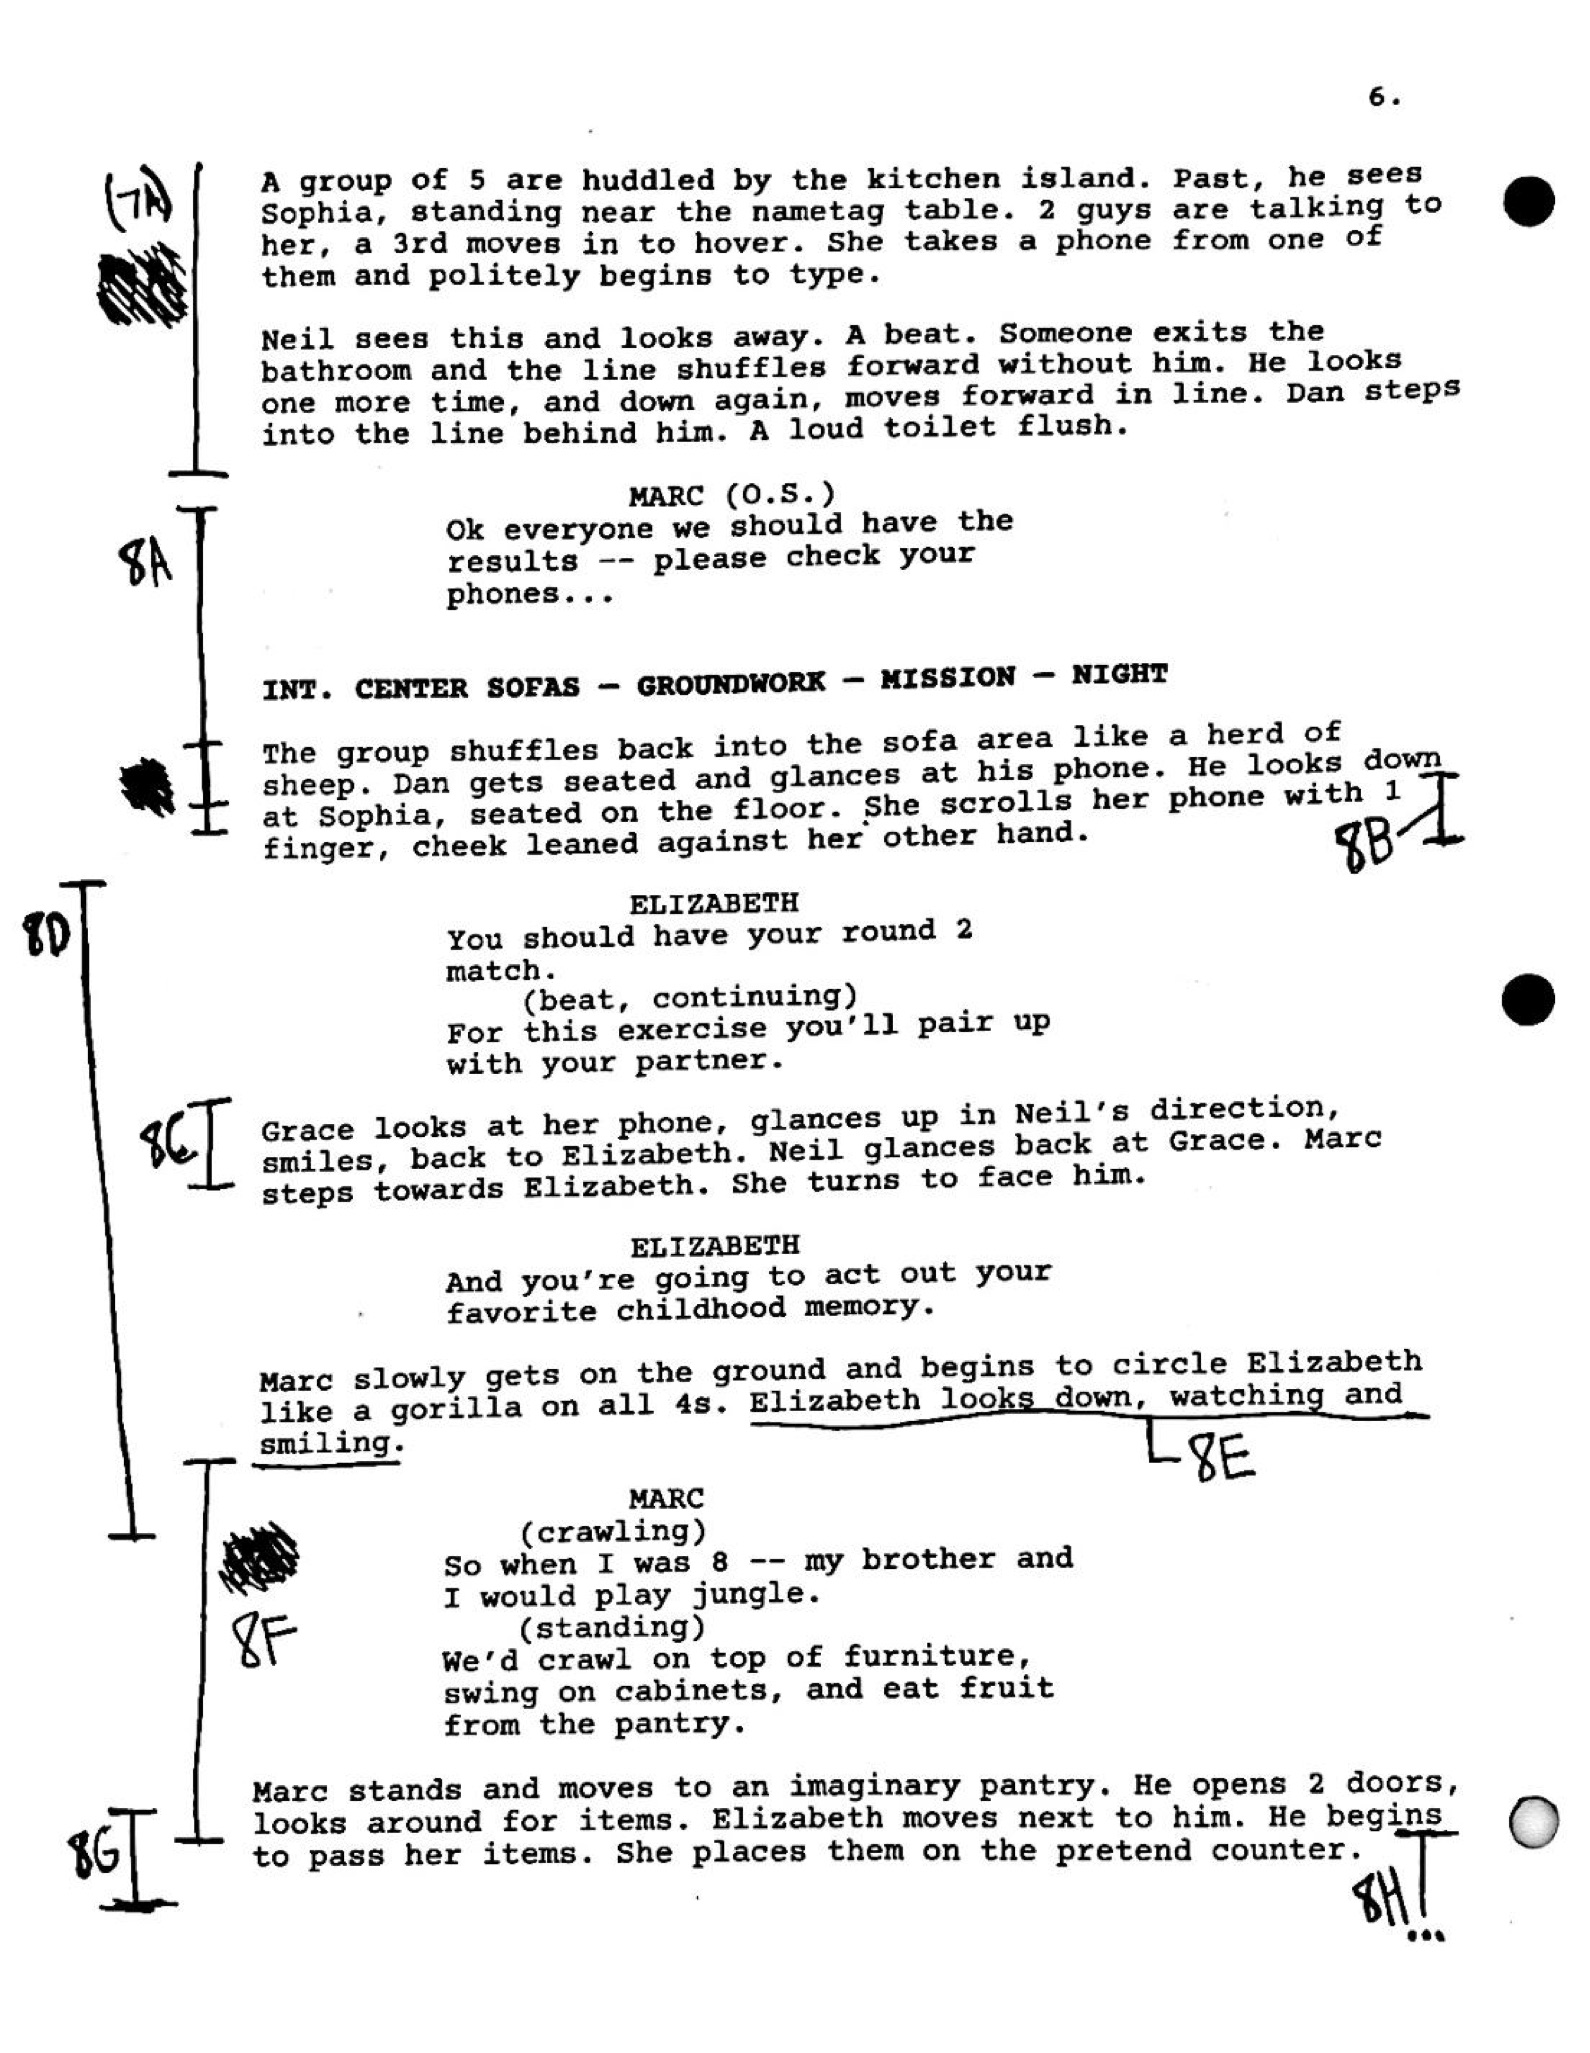 6.
(7A)
A group of 5 are huddled by the kitchen island. Past, he sees
Sophia, standing near the nametag table. 2 guys are talking to
her, a 3rd moves in to hover. She takes a phone from one of
them and politely begins to type.
Neil sees this and looks away. A beat. Someone exits the
bathroom and the line shuffles forward without him. He looks
one more time, and down again, moves forward in line. Dan steps
into the line behind him. A loud toilet flush.
MARC (O.S.)
8A
Ok everyone we should have the
results -- please check your
phones...
INT. CENTER SOFAS - GROUNDWORK - MISSION - NIGHT
The group shuffles back into the sofa area like a herd of
sheep. Dan gets seated and glances at his phone. He looks down
at Sophia, seated on the floor. She scrolls her phone with 1
finger, cheek leaned against her other hand.
8B
8D
ELIZABETH
You should have your round 2
match.
(beat, continuing)
For this exercise you'll pair up
with your partner.
8C
Grace looks at her phone, glances up in Neil's direction,
smiles, back to Elizabeth. Neil glances back at Grace. Marc
steps towards Elizabeth. She turns to face him.
ELIZABETH
And you're going to act out your
favorite childhood memory.
Marc slowly gets on the ground and begins to circle Elizabeth
like a gorilla on all 4s. Elizabeth looks down, watching and
smiling.
8E
MARC
(crawling)
So when I was 8 -- my brother and
I would play jungle.
(standing)
8F
We'd crawl on top of furniture,
swing on cabinets, and eat fruit
from the pantry.
Marc stands and moves to an imaginary pantry. He opens 2 doors,
looks around for items. Elizabeth moves next to him. He begins
to pass her items. She places them on the pretend counter.
8G
8H
...